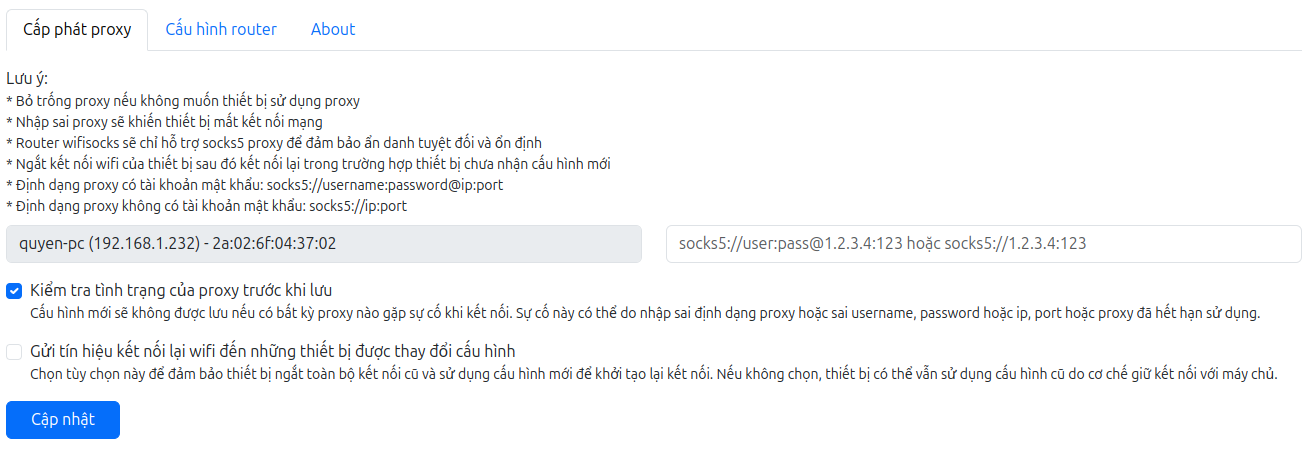 Cấp phát proxy
Cấu hình router
About
Lưu ý:
* Bỏ trống proxy nếu không muốn thiết bị sử dụng proxy
* Nhập sai proxy sẽ khiến thiết bị mất kết nối mạng
* Router wifisocks sẽ chỉ hỗ trợ socks5 proxy để đảm bảo ẩn danh tuyệt đối và ổn định
* Ngắt kết nối wifi của thiết bị sau đó kết nối lại trong trường hợp thiết bị chưa nhận cấu hình mới
* Định dạng proxy có tài khoản mật khẩu: socks5://username:password@ip:port
* Định dạng proxy không có tài khoản mật khẩu: socks5://ip:port
quyen-pc (192.168.1.232) - 2a:02:6f:04:37:02
socks5://user:pass@1.2.3.4:123 hoặc socks5://1.2.3.4:123
Kiểm tra tình trạng của proxy trước khi lưu
Cấu hình mới sẽ không được lưu nếu có bất kỳ proxy nào gặp sự cố khi kết nối. Sự cố này có thể do nhập sai định dạng proxy hoặc sai username, password hoặc ip, port hoặc proxy đã hết hạn sử dụng.
Gửi tín hiệu kết nối lại wifi đến những thiết bị được thay đổi cấu hình
Chọn tùy chọn này để đảm bảo thiết bị ngắt toàn bộ kết nối cũ và sử dụng cấu hình mới để khởi tạo lại kết nối. Nếu không chọn, thiết bị có thể vẫn sử dụng cấu hình cũ do cơ chế giữ kết nối với máy chủ.
Cập nhật